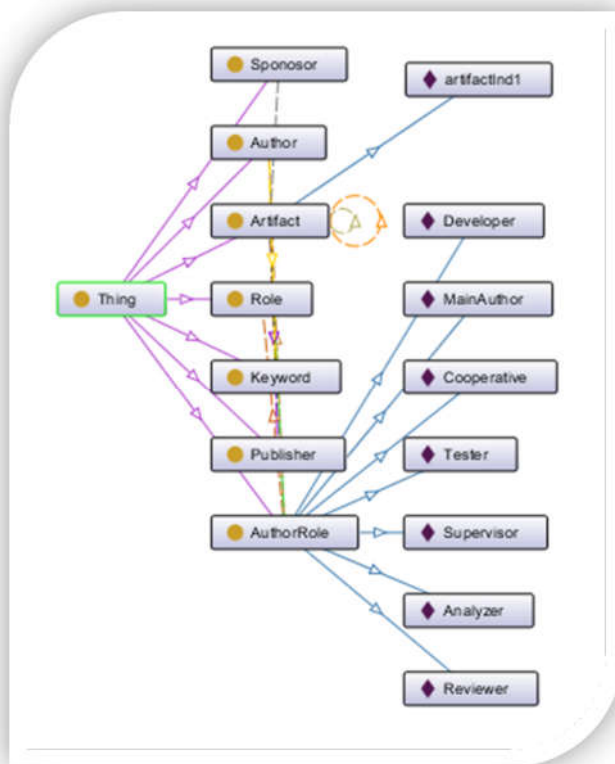 Sponosor
artifactInd1
Author
Artifact
Developer
Thing
Role
MainAuthor
Keyword
Cooperative
Publisher
Tester
AuthorRole
Supervisor
Analyzer
Reviewer